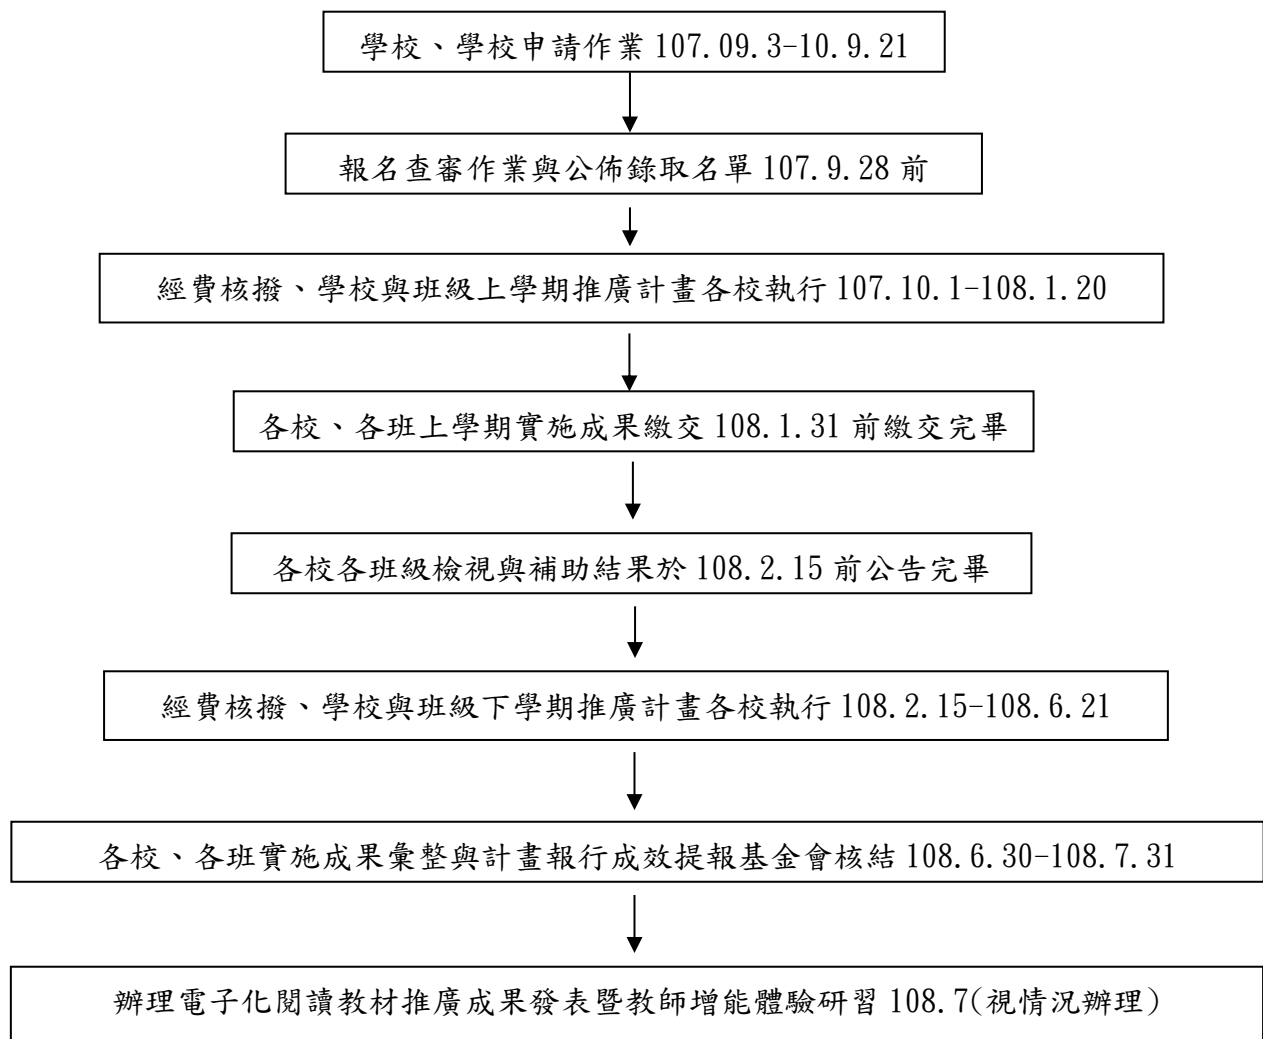 學校、學校申請作業 107.09.3-10.9.21
報名查審作業與公佈錄取名單 107.9.28 前
經費核撥、學校與班級上學期推廣計畫各校執行 107.10.1-108.1.20
各校、各班上學期實施成果繳交 108.1.31 前繳交完畢
各校各班級檢視與補助結果於 108.2.15 前公告完畢
經費核撥、學校與班級下學期推廣計畫各校執行 108.2.15-108.6.21
各校、各班實施成果彙整與計畫報行成效提報基金會核結 108.6.30-108.7.31
辦理電子化閱讀教材推廣成果發表暨教師增能體驗研習 108.7(視情況辦理)